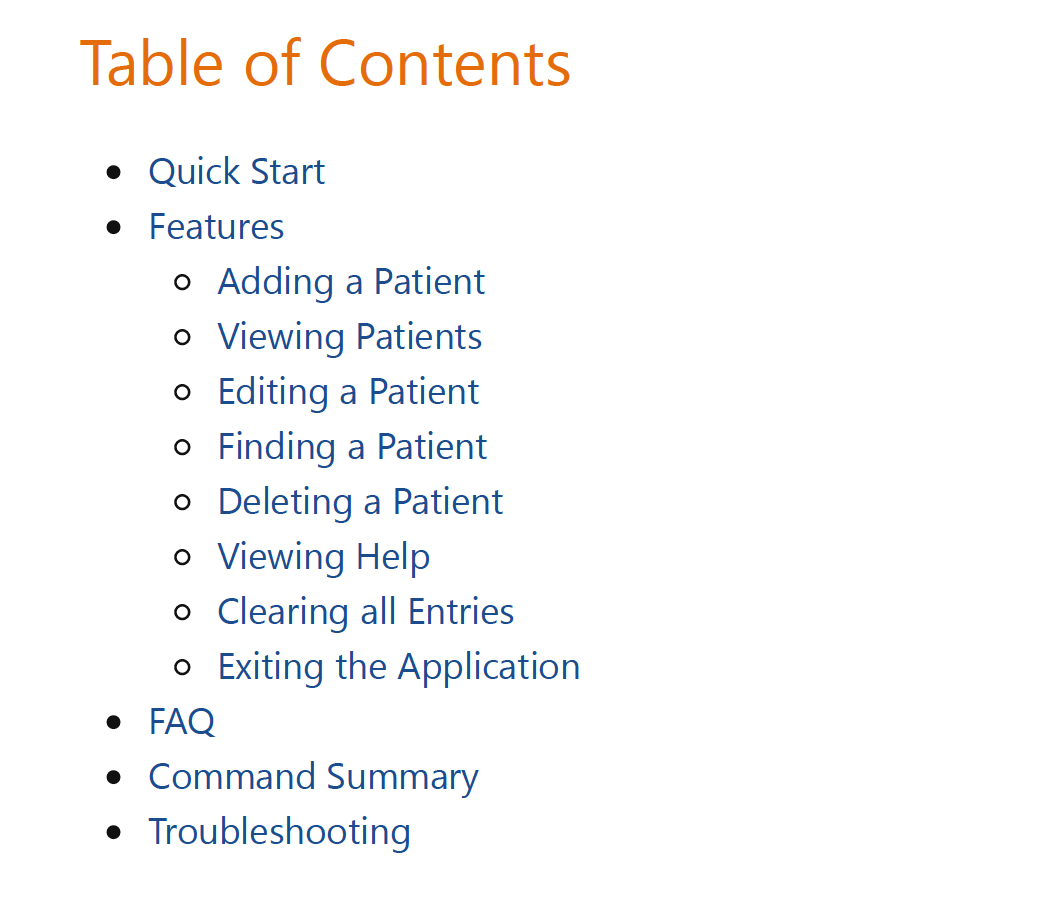 Table of Contents
Quick Start
Features
Adding a Patient
Viewing Patients
Editing a Patient
Finding a Patient
Deleting a Patient
Viewing Help
Clearing all Entries
Exiting the Application
FAQ
Command Summary
Troubleshooting